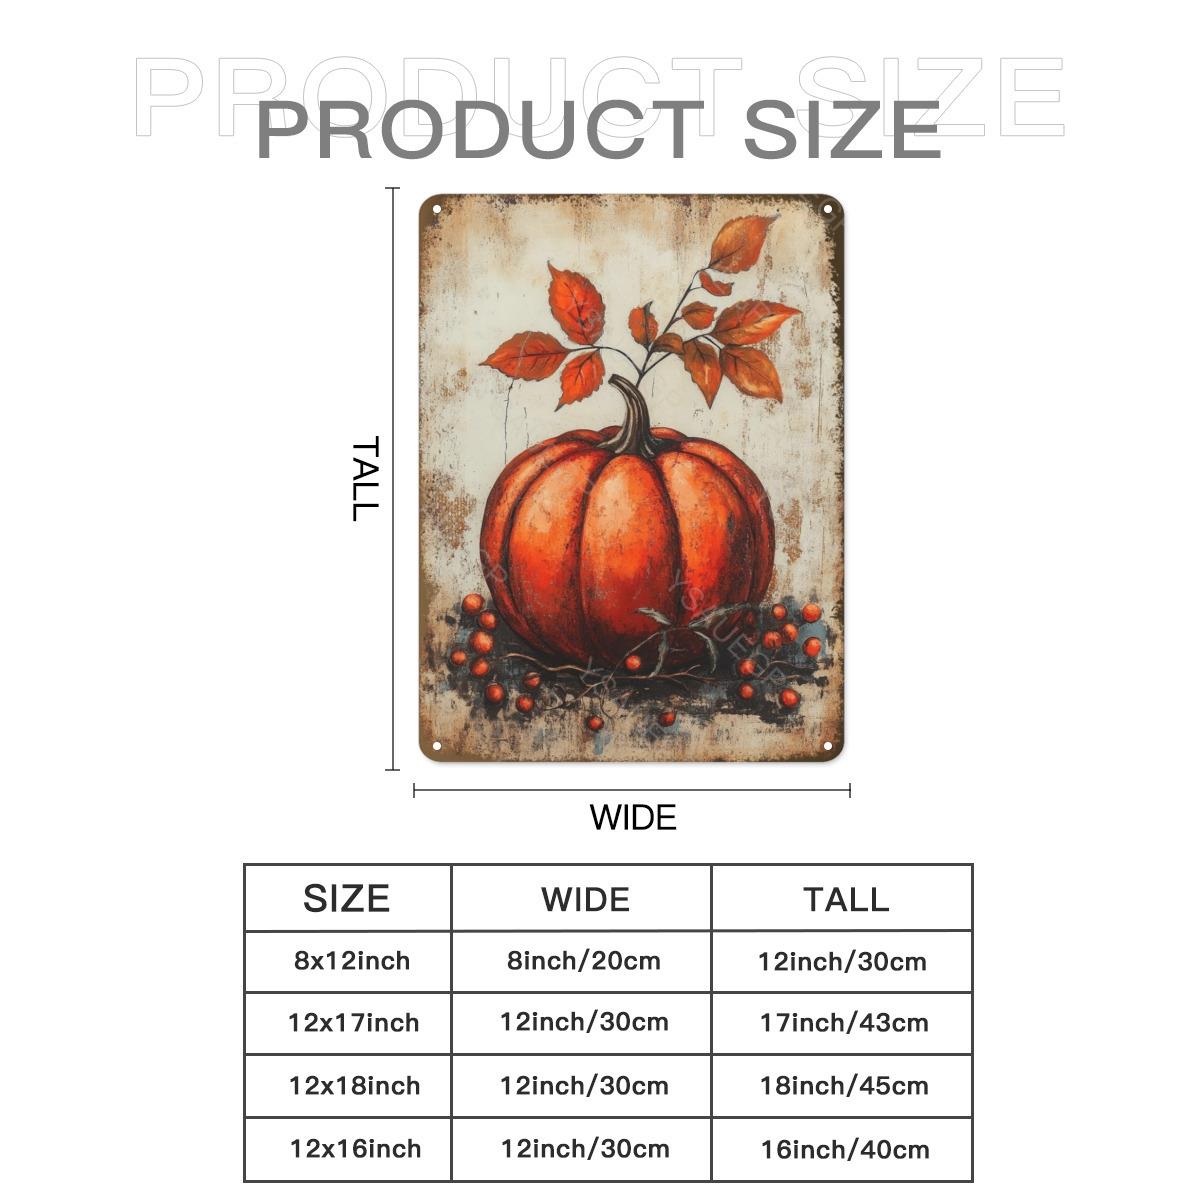 PRODUCT SIZE
PRODUCT SIZE
TALL
YSAUEGP
WIDE
SIZE WIDE TALL
8x12inch 8inch/20cm 12inch/30cm
12x17inch 12inch/30cm 17inch/43cm
12x18inch 12inch/30cm 18inch/45cm
12x16inch 12inch/30cm 16inch/40cm